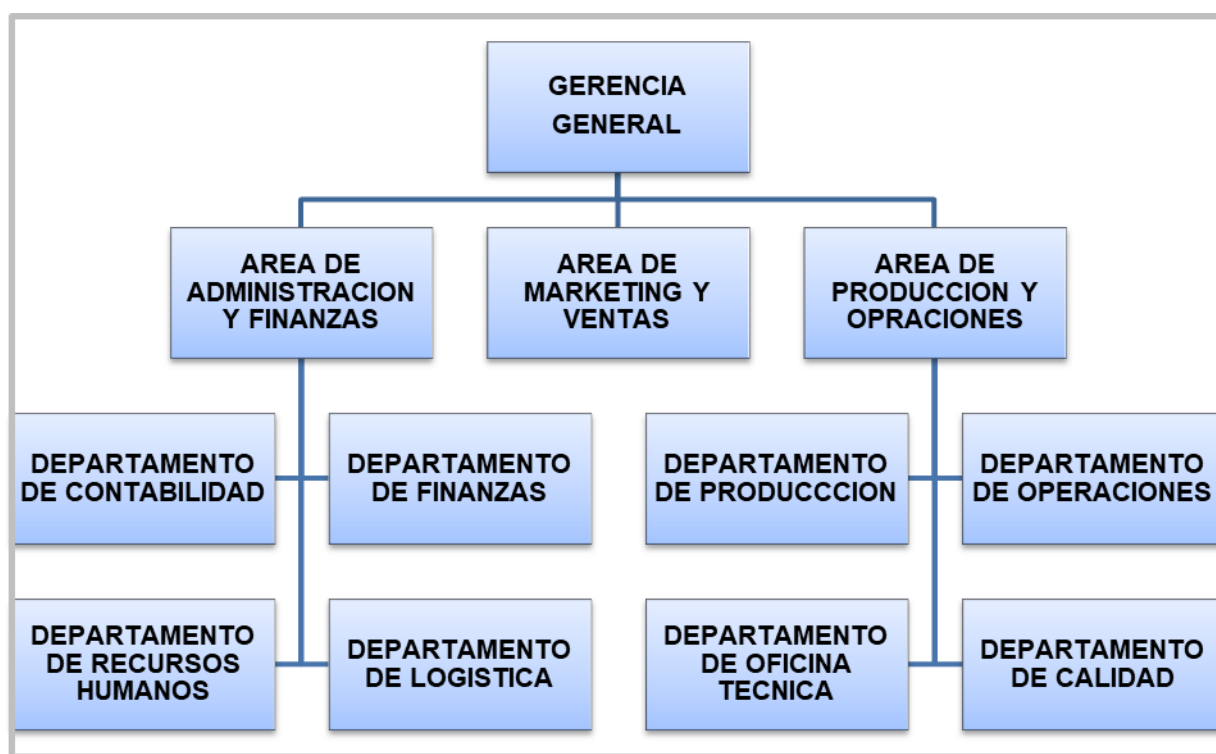 GERENCIA
GENERAL
AREA DE
ADMINISTRACION
Y FINANZAS
AREA DE
MARKETING Y
VENTAS
AREA DE
PRODUCCION Y
OPRACIONES
DEPARTAMENTO
DE CONTABILIDAD
DEPARTAMENTO
DE FINANZAS
DEPARTAMENTO
DE PRODUCCCION
DEPARTAMENTO
DE OPERACIONES
DEPARTAMENTO
DE RECURSOS
HUMANOS
DEPARTAMENTO
DE LOGISTICA
DEPARTAMENTO
DE OFICINA
TECNICA
DEPARTAMENTO
DE CALIDAD